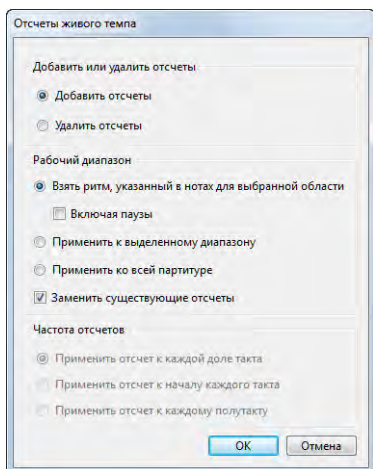 Отсчеты живого темпа
Добавить или удалить отсчеты
Добавить отсчеты
Удалить отсчеты
Рабочий диапазон
Взять ритм, указанный в нотах для выбранной области
Включая паузы
Применить к выделенному диапазону
Применить ко всей партитуре
Заменить существующие отсчеты
Частота отсчетов
Применить отсчет к каждой доле такта
Применить отсчет к началу каждого такта
Применить отсчет к каждому полутакту
ОК
Отмена